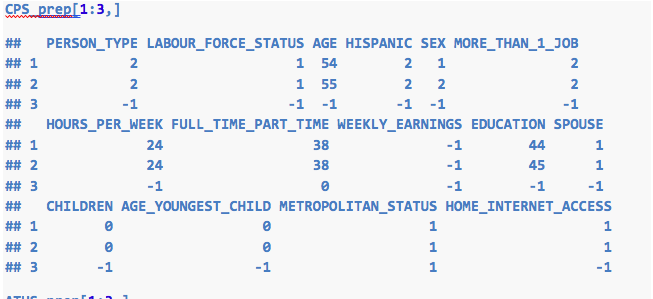 CPS_prep[1:3,]
##   PERSON_TYPE LABOUR_FORCE_STATUS AGE HISPANIC SEX MORE_THAN_1_JOB
## 1           2                   1  54        2   1               2
## 2           2                   1  55        2   2               2
## 3          -1                  -1  -1       -1  -1              -1
##   HOURS_PER_WEEK FULL_TIME_PART_TIME WEEKLY_EARNINGS EDUCATION SPOUSE
## 1             24                  38              -1        44      1
## 2             24                  38              -1        45      1
## 3             -1                   0              -1        -1     -1
##   CHILDREN AGE_YOUNGEST_CHILD METROPOLITAN_STATUS HOME_INTERNET_ACCESS
## 1        0                  0                   1                    1
## 2        0                  0                   1                    1
## 3       -1                 -1                   1                   -1